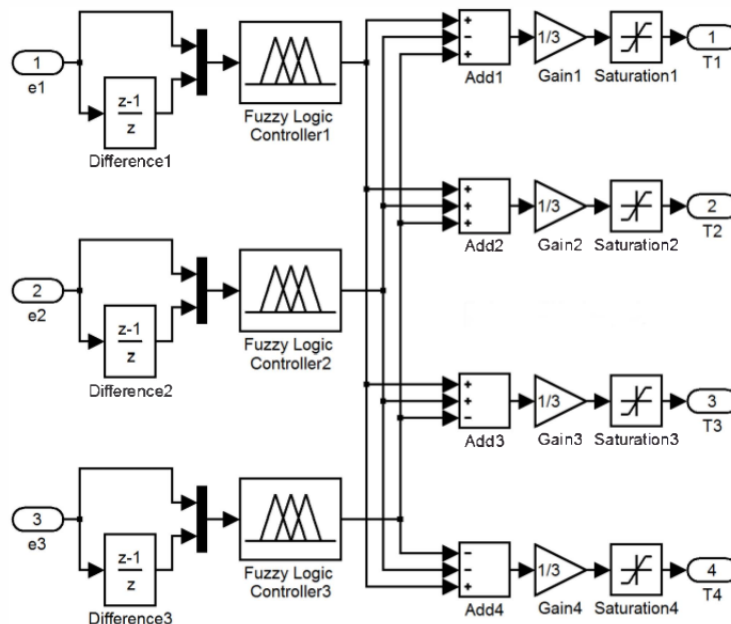 1
e1
z-1
z
Difference1
Fuzzy Logic
Controller1
+
−
+
Add1
1/3
Gain1
Saturation1
1
T1
2
e2
z-1
z
Difference2
Fuzzy Logic
Controller2
+
+
+
Add2
1/3
Gain2
Saturation2
2
T2
3
e3
z-1
z
Difference3
Fuzzy Logic
Controller3
+
+
−
Add3
1/3
Gain3
Saturation3
3
T3
−
−
+
Add4
1/3
Gain4
Saturation4
4
T4